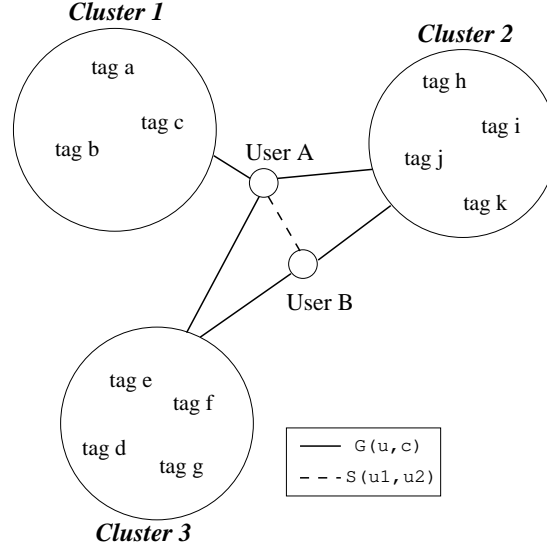 Cluster 1
tag a
tag c
tag b
Cluster 2
tag h
tag i
tag j
tag k
User A
User B
tag e
tag f
tag d
tag g
Cluster 3
G(u,c)
S(u1,u2)